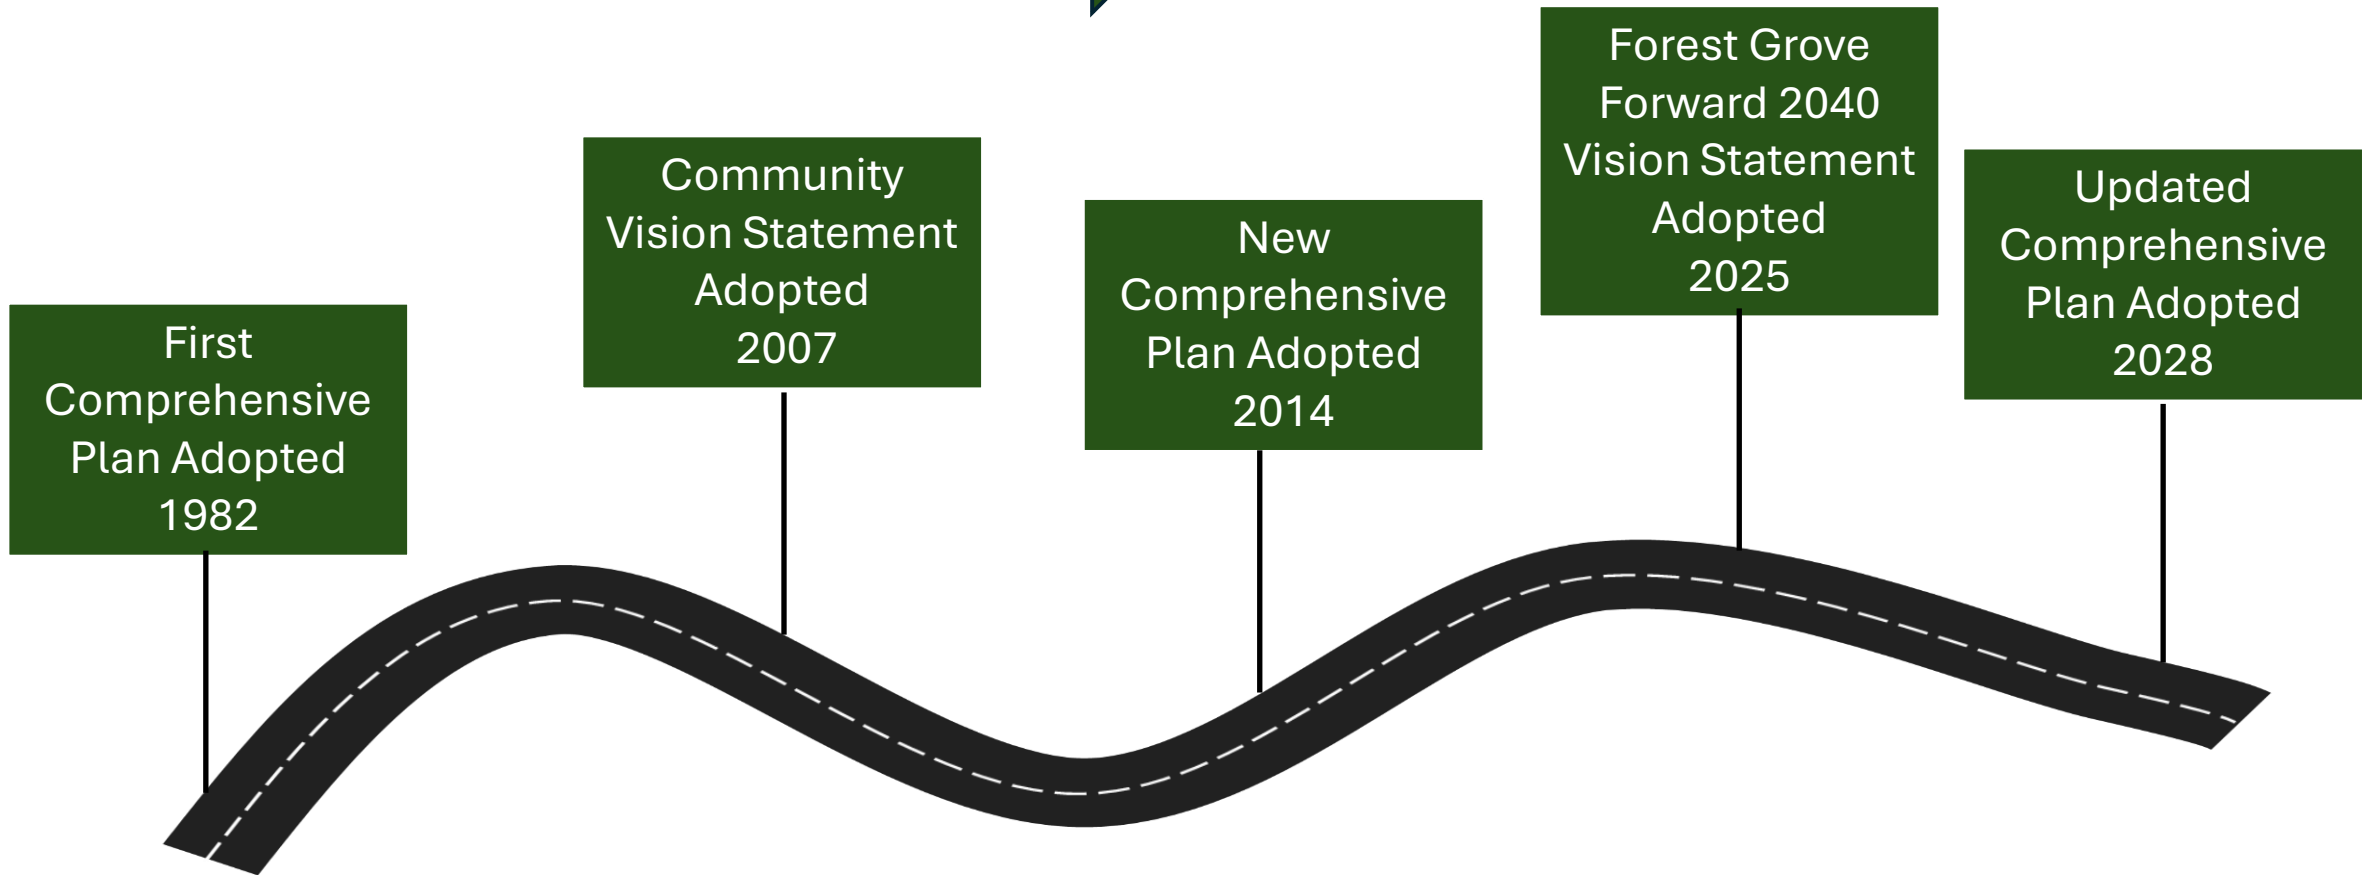 First
Comprehensive
Plan Adopted
1982
Community
Vision Statement
Adopted
2007
New
Comprehensive
Plan Adopted
2014
Forest Grove
Forward 2040
Vision Statement
Adopted
2025
Updated
Comprehensive
Plan Adopted
2028